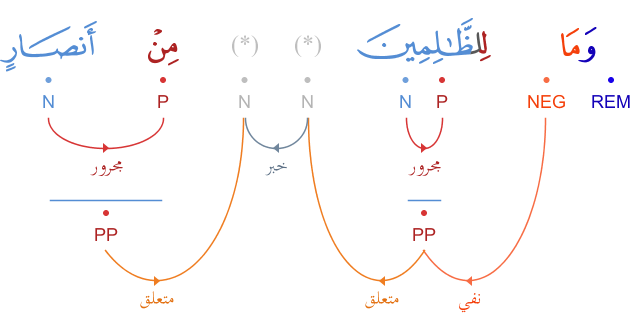 وَمَا لِلظَّٰلِمِينَ (*) (*) مِنْ أَنصَارٍ
REM NEG P N N N P N
خبر مجرور مجرور
PP PP
نفي متعلق متعلق